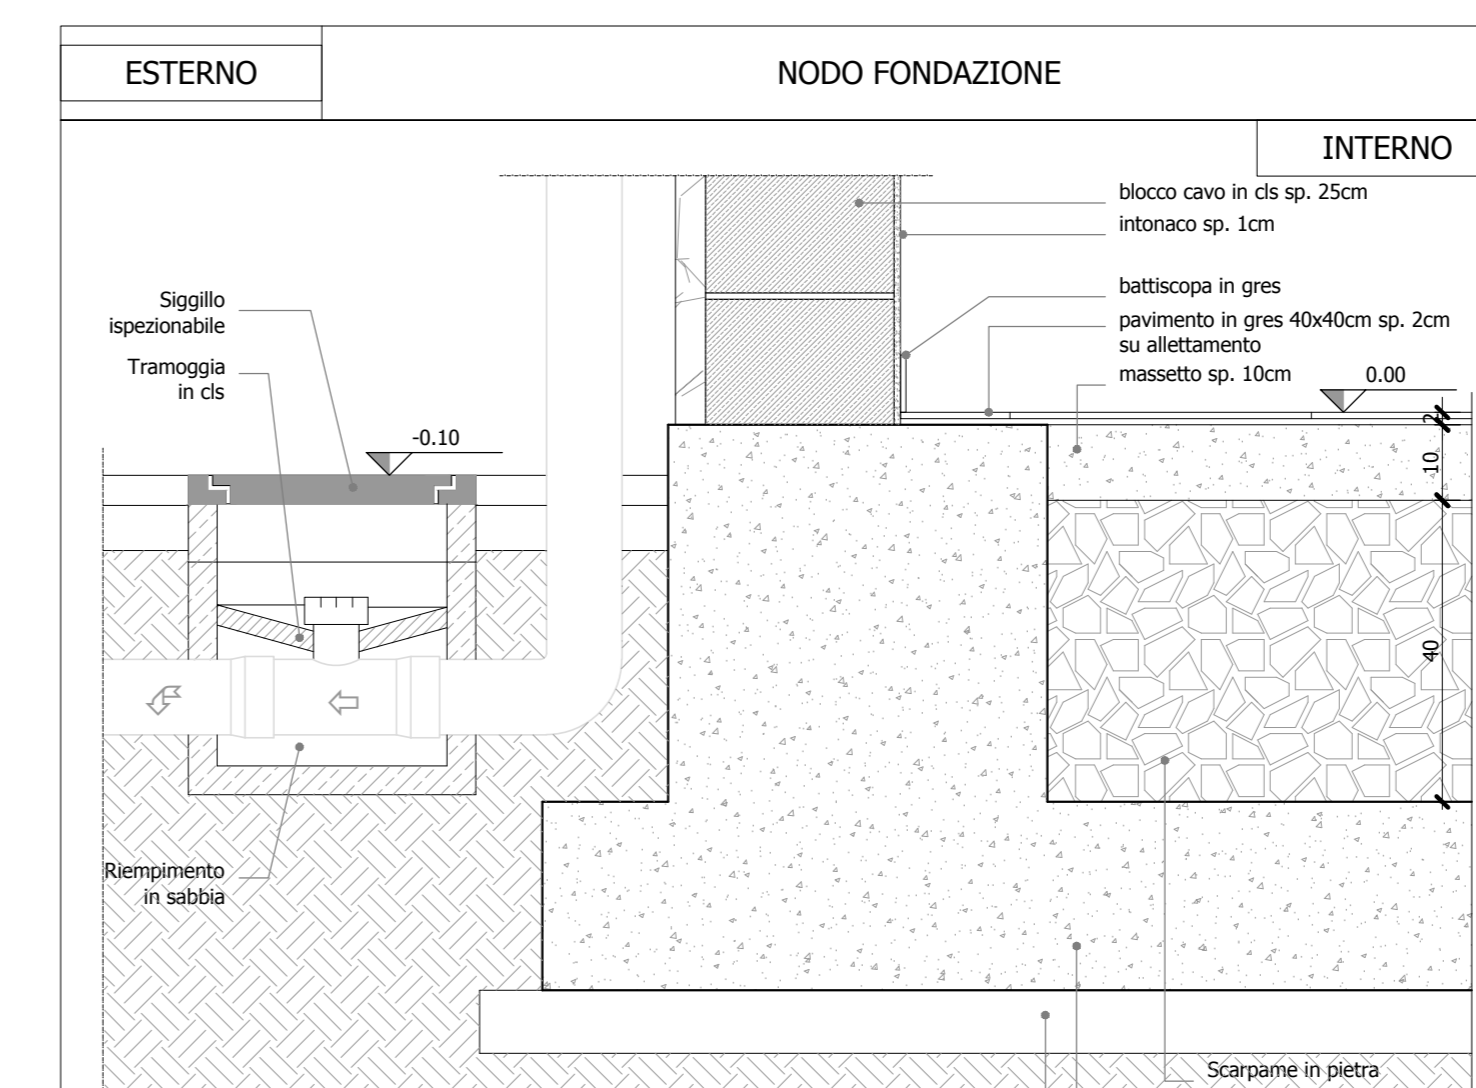 ESTERNO
NODO FONDAZIONE
INTERNO
blocco cavo in cls sp. 25cm
intonaco sp. 1cm
battiscopa in gres
pavimento in gres 40x40cm sp. 2cm
su allettamento
massetto sp. 10cm
0.00
Siggillo
ispezionabile
Tramoggia
in cls
-0.10
2
10
40
Riempimento
in sabbia
Scarpame in pietra